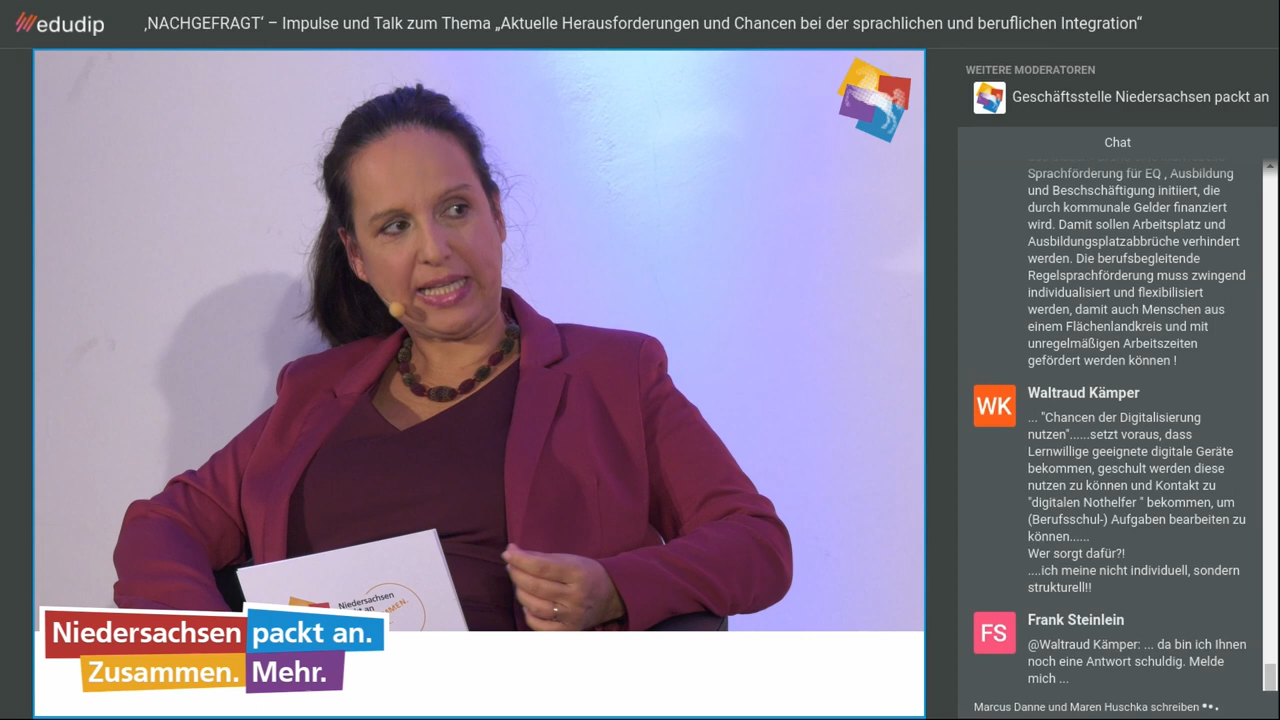 edudip
‚NACHGEFRAGT‘ – Impulse und Talk zum Thema „Aktuelle Herausforderungen und Chancen bei der sprachlichen und beruflichen Integration“
WEITERE MODERATOREN
Geschäftsstelle Niedersachsen packt an
Chat
Sprachförderung für EQ , Ausbildung
und Beschschäftigung initiiert, die
durch kommunale Gelder finanziert
wird. Damit sollen Arbeitsplatz und
Ausbildungsplatzabbrüche verhindert
werden. Die berufsbegleitende
Regelsprachförderung muss zwingend
individualisiert und flexibilisiert
werden, damit auch Menschen aus
einem Flächenlandkreis und mit
unregelmäßigen Arbeitszeiten
gefördert werden können !
WK
Waltraud Kämper
... "Chancen der Digitalisierung
nutzen"......setzt voraus, dass
Lernwillige geeignete digitale Geräte
bekommen, geschult werden diese
nutzen zu können und Kontakt zu
"digitalen Nothelfer " bekommen, um
(Berufsschul-) Aufgaben bearbeiten zu
können......
Wer sorgt dafür?!
....ich meine nicht individuell, sondern
strukturell!!
FS
Frank Steinlein
@Waltraud Kämper: ... da bin ich Ihnen
noch eine Antwort schuldig. Melde
mich ...
Marcus Danne und Maren Huschka schreiben
Niedersachsen
Niedersachsen packt an.
Zusammen. Mehr.